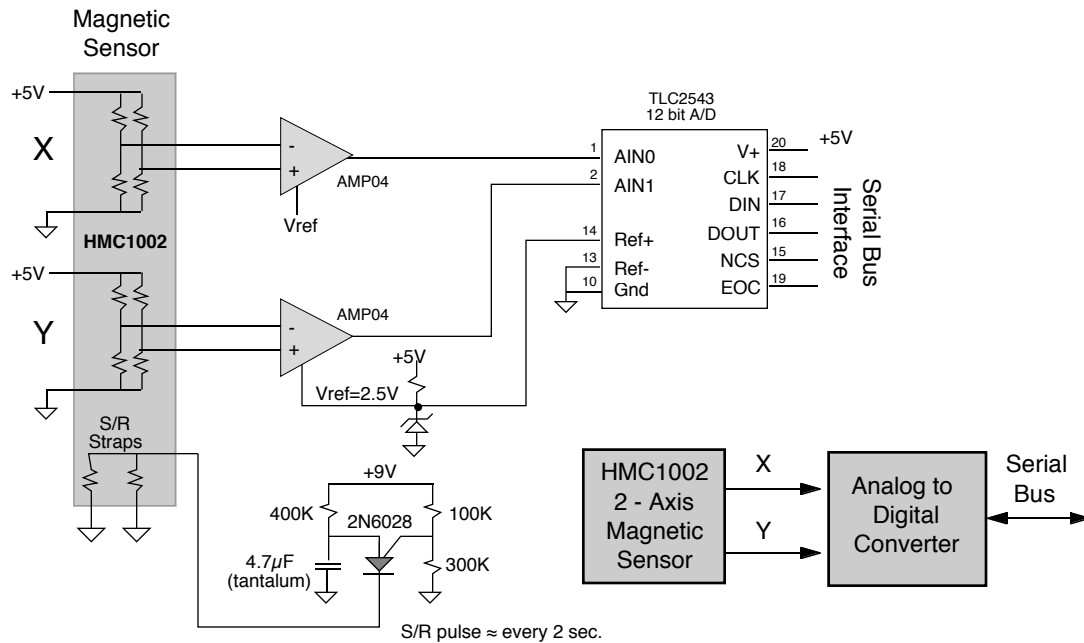 Magnetic
Sensor
+5V
X
-
+
AMP04
Vref
HMC1002
+5V
Y
-
+
AMP04
+5V
Vref=2.5V
S/R
Straps
TLC2543
12 bit A/D
1 AIN0
2 AIN1
14 Ref+
13 Ref-
10 Gnd
V+ 20 +5V
CLK 18
DIN 17
DOUT 16
NCS 15
EOC 19
Serial Bus
Interface
+9V
400K
2N6028
100K
4.7µF
(tantalum)
300K
S/R pulse ≈ every 2 sec.
HMC1002
2 - Axis
Magnetic
Sensor
X
Y
Analog to
Digital
Converter
Serial
Bus